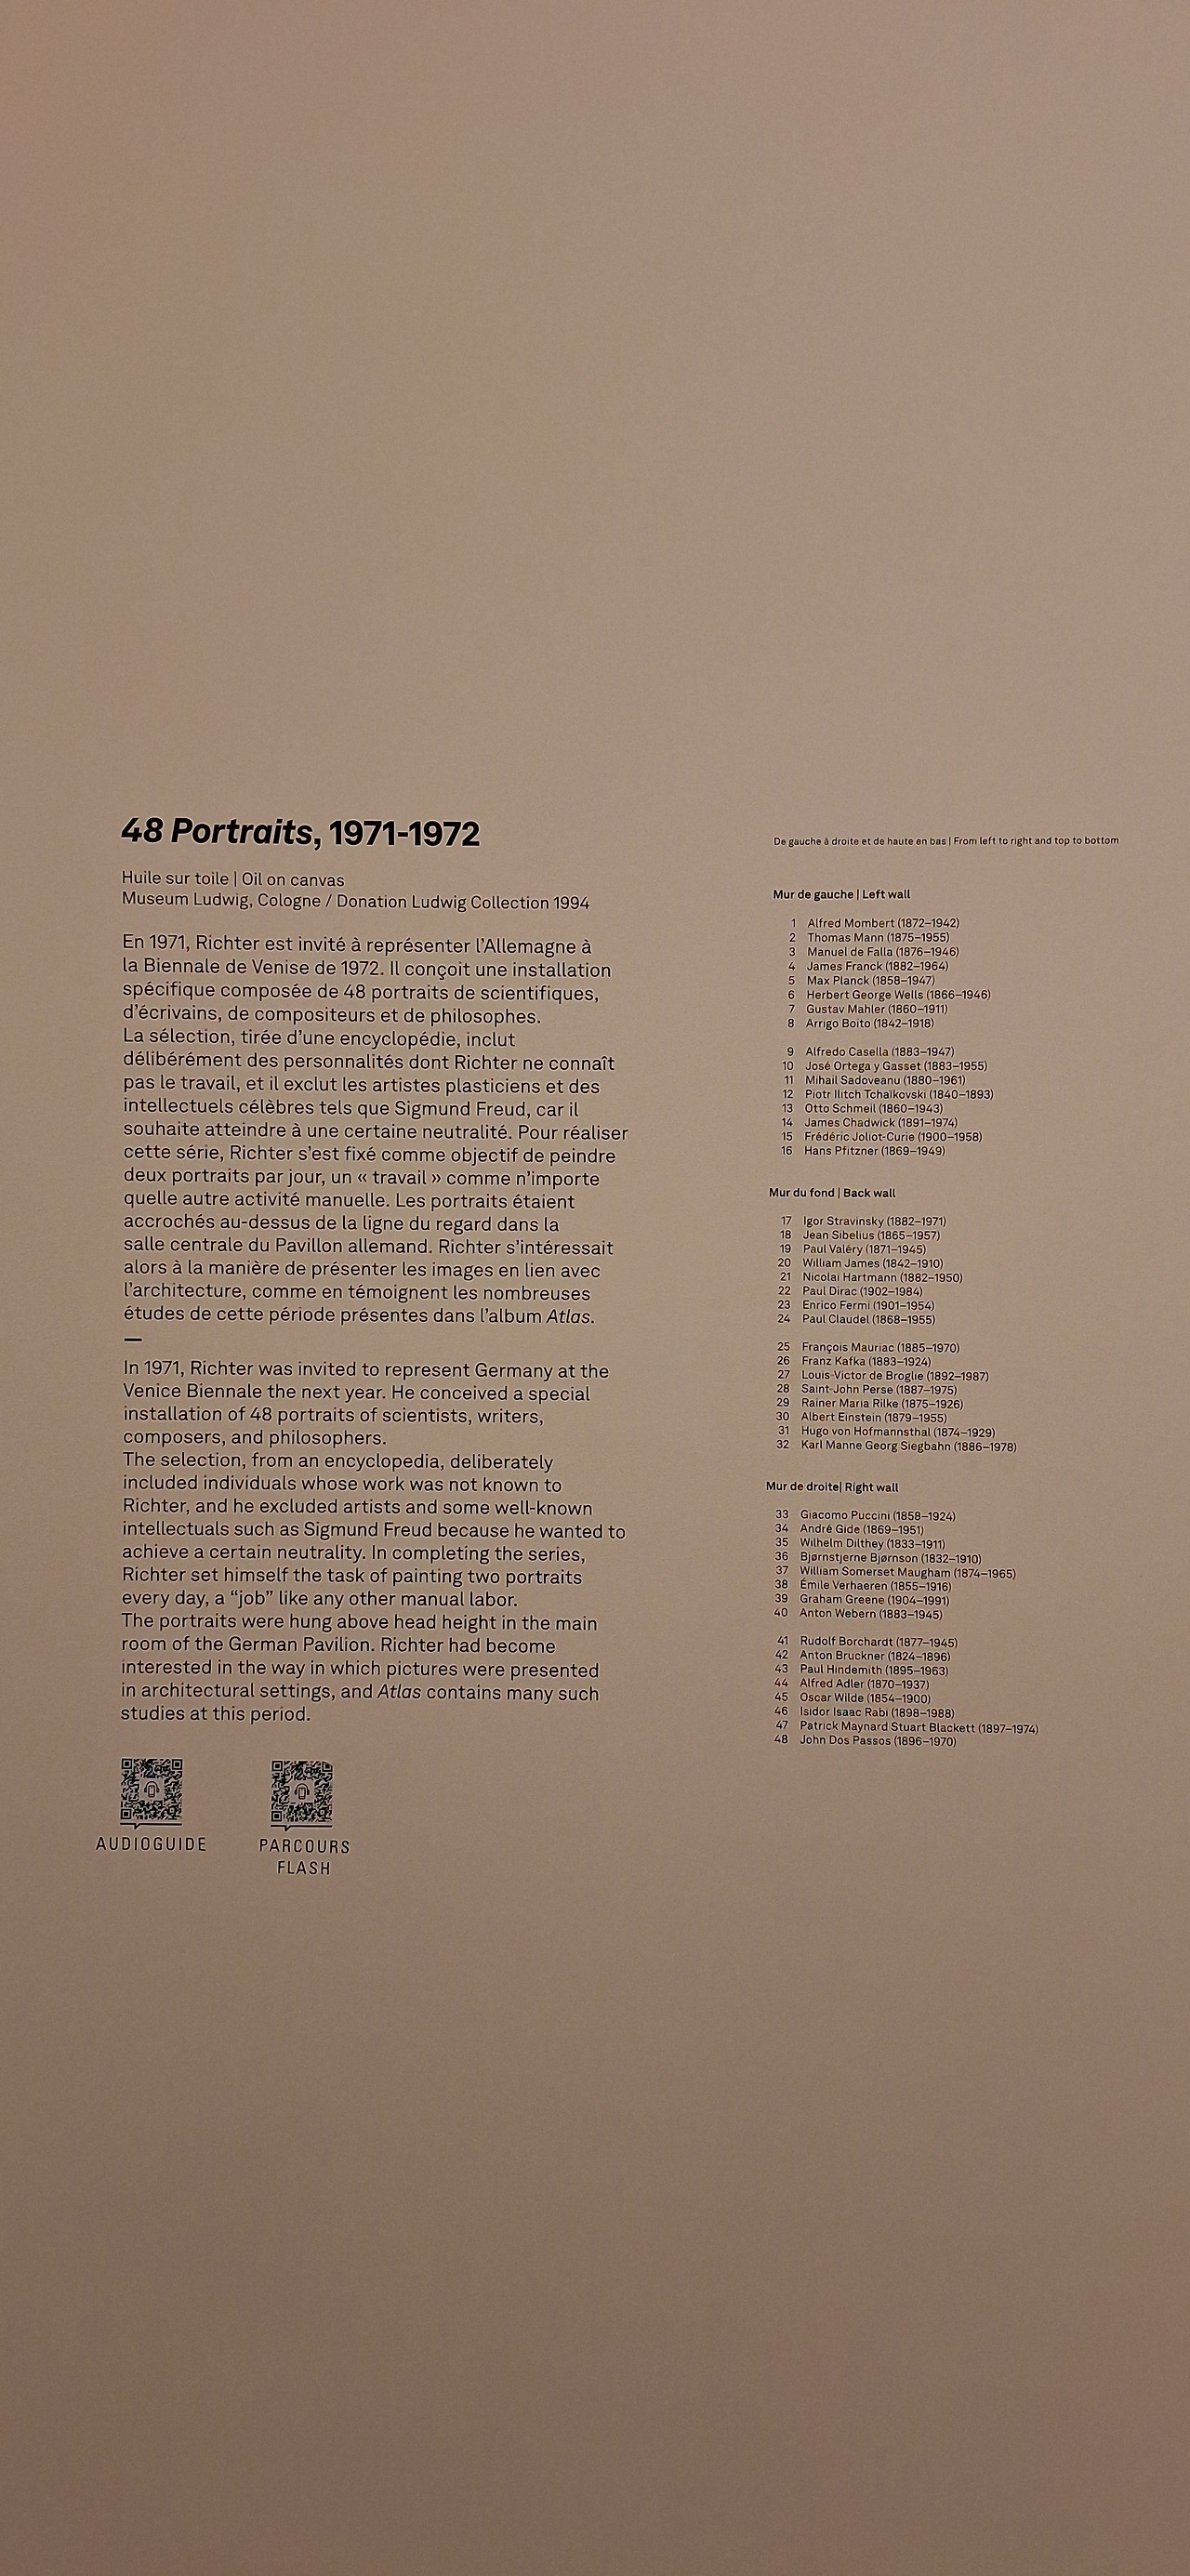 48 Portraits, 1971-1972
Huile sur toile | Oil on canvas
Museum Ludwig, Cologne / Donation Ludwig Collection 1994
En 1971, Richter est invité à représenter l'Allemagne à
la Biennale de Venise de 1972. Il conçoit une installation
spécifique composée de 48 portraits de scientifiques,
d'écrivains, de compositeurs et de philosophes.
La sélection, tirée d'une encyclopédie, inclut
délibérément des personnalités dont Richter ne connaît
pas le travail, et il exclut les artistes plasticiens et des
intellectuels célèbres tels que Sigmund Freud, car il
souhaite atteindre à une certaine neutralité. Pour réaliser
cette série, Richter s'est fixé comme objectif de peindre
deux portraits par jour, un « travail » comme n'importe
quelle autre activité manuelle. Les portraits étaient
accrochés au-dessus de la ligne du regard dans la
salle centrale du Pavillon allemand. Richter s'intéressait
alors à la manière de présenter les images en lien avec
l'architecture, comme en témoignent les nombreuses
études de cette période présentes dans l'album Atlas.
—
In 1971, Richter was invited to represent Germany at the
Venice Biennale the next year. He conceived a special
installation of 48 portraits of scientists, writers,
composers, and philosophers.
The selection, from an encyclopedia, deliberately
included individuals whose work was not known to
Richter, and he excluded artists and some well-known
intellectuals such as Sigmund Freud because he wanted to
achieve a certain neutrality. In completing the series,
Richter set himself the task of painting two portraits
every day, a “job” like any other manual labor.
The portraits were hung above head height in the main
room of the German Pavilion. Richter had become
interested in the way in which pictures were presented
in architectural settings, and Atlas contains many such
studies at this period.
AUDIOGUIDE
PARCOURS
FLASH
De gauche à droite et de haute en bas | From left to right and top to bottom
Mur de gauche | Left wall
1 Alfred Mombert (1872–1942)
2 Thomas Mann (1875–1955)
3 Manuel de Falla (1876–1946)
4 James Franck (1882–1964)
5 Max Planck (1858–1947)
6 Herbert George Wells (1866–1946)
7 Gustav Mahler (1860–1911)
8 Arrigo Boito (1842–1918)
9 Alfredo Casella (1883–1947)
10 José Ortega y Gasset (1883–1955)
11 Mihail Sadoveanu (1880–1961)
12 Piotr Ilitch Tchaïkovski (1840–1893)
13 Otto Schmeil (1860–1943)
14 James Chadwick (1891–1974)
15 Frédéric Joliot-Curie (1900–1958)
16 Hans Pfitzner (1869–1949)
Mur du fond | Back wall
17 Igor Stravinsky (1882–1971)
18 Jean Sibelius (1865–1957)
19 Paul Valéry (1871–1945)
20 William James (1842–1910)
21 Nicolai Hartmann (1882–1950)
22 Paul Dirac (1902–1984)
23 Enrico Fermi (1901–1954)
24 Paul Claudel (1868–1955)
25 François Mauriac (1885–1970)
26 Franz Kafka (1883–1924)
27 Louis-Victor de Broglie (1892–1987)
28 Saint-John Perse (1887–1975)
29 Rainer Maria Rilke (1875–1926)
30 Albert Einstein (1879–1955)
31 Hugo von Hofmannsthal (1874–1929)
32 Karl Manne Georg Siegbahn (1886–1978)
Mur de droite| Right wall
33 Giacomo Puccini (1858–1924)
34 André Gide (1869–1951)
35 Wilhelm Dilthey (1833–1911)
36 Bjørnstjerne Bjørnson (1832–1910)
37 William Somerset Maugham (1874–1965)
38 Émile Verhaeren (1855–1916)
39 Graham Greene (1904–1991)
40 Anton Webern (1883–1945)
41 Rudolf Borchardt (1877–1945)
42 Anton Bruckner (1824–1896)
43 Paul Hindemith (1895–1963)
44 Alfred Adler (1870–1937)
45 Oscar Wilde (1854–1900)
46 Isidor Isaac Rabi (1898–1988)
47 Patrick Maynard Stuart Blackett (1897–1974)
48 John Dos Passos (1896–1970)